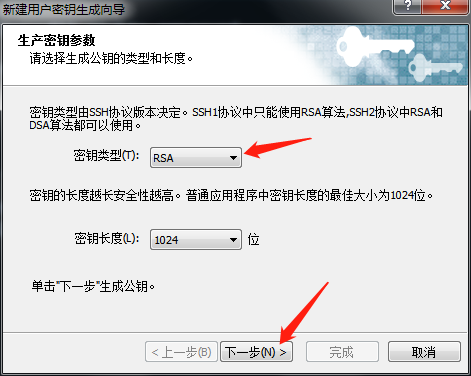 新建用户密钥生成向导
生产密钥参数
请选择生成公钥的类型和长度。
密钥类型由SSH协议版本决定。SSH1协议中只能使用RSA算法,SSH2协议中RSA和
DSA算法都可以使用。
密钥类型(T): RSA
密钥的长度越长安全性越高。普通应用程序中密钥长度的最佳大小为1024位。
密钥长度(L): 1024 位
单击"下一步"生成公钥。
< 上一步(B) 下一步(N) > 完成 取消